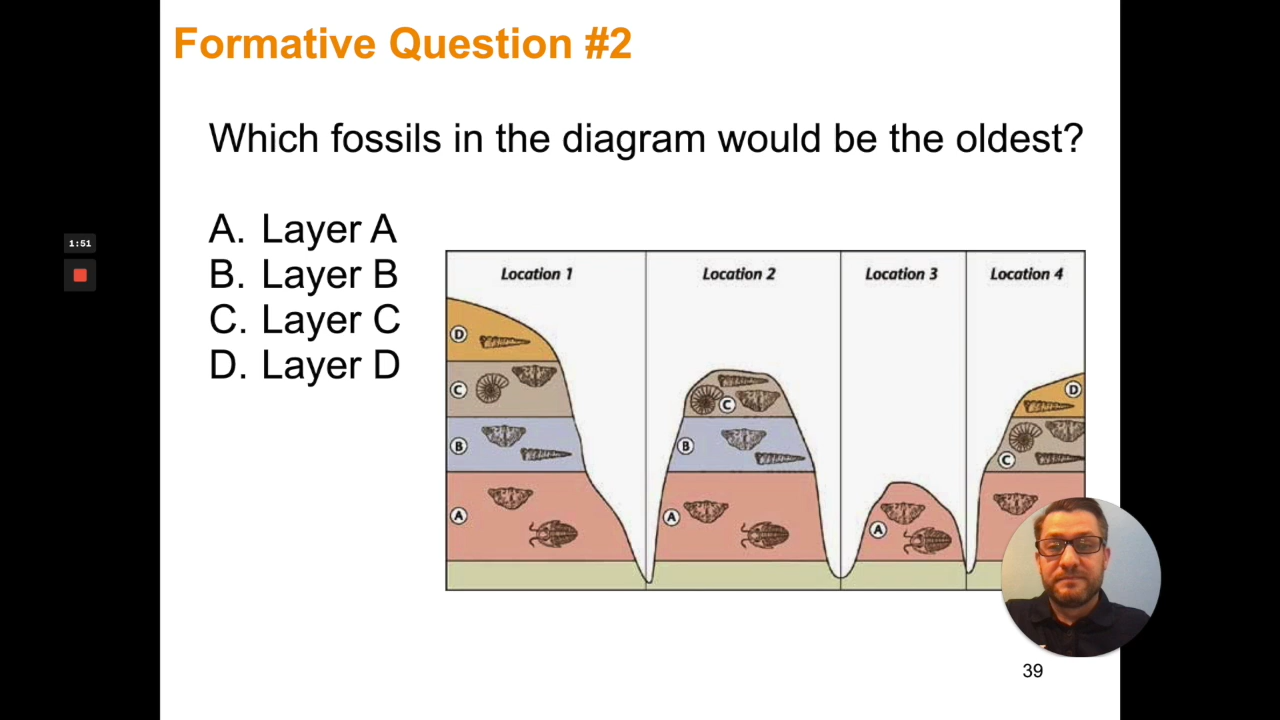 Formative Question #2
Which fossils in the diagram would be the oldest?
A. Layer A
B. Layer B
C. Layer C
D. Layer D
1:51
Location 1
Location 2
Location 3
Location 4
D
C
B
A
C
B
A
A
D
C
39